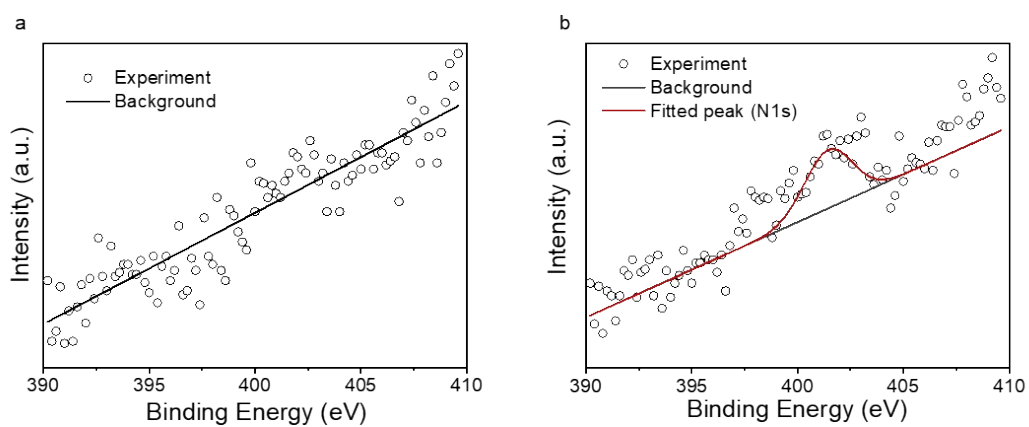 a
Experiment
Background
Intensity (a.u.)
390
395
400
405
410
Binding Energy (eV)
b
Experiment
Background
Fitted peak (N1s)
Intensity (a.u.)
390
395
400
405
410
Binding Energy (eV)